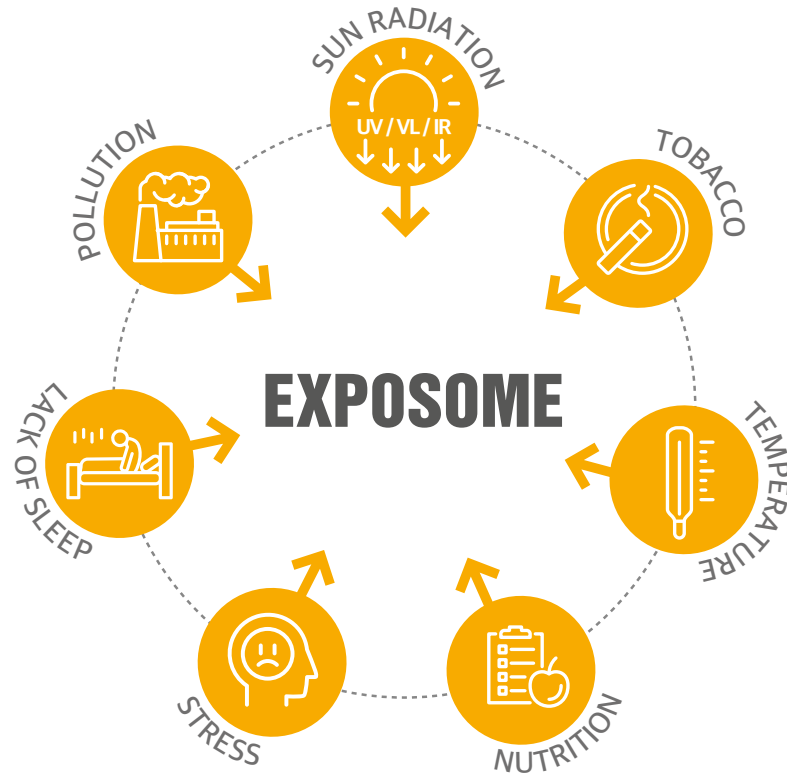 SUN RADIATION
UV / VL / IR
TOBACCO
POLLUTION
EXPOSOME
LACK OF SLEEP
TEMPERATURE
STRESS
NUTRITION